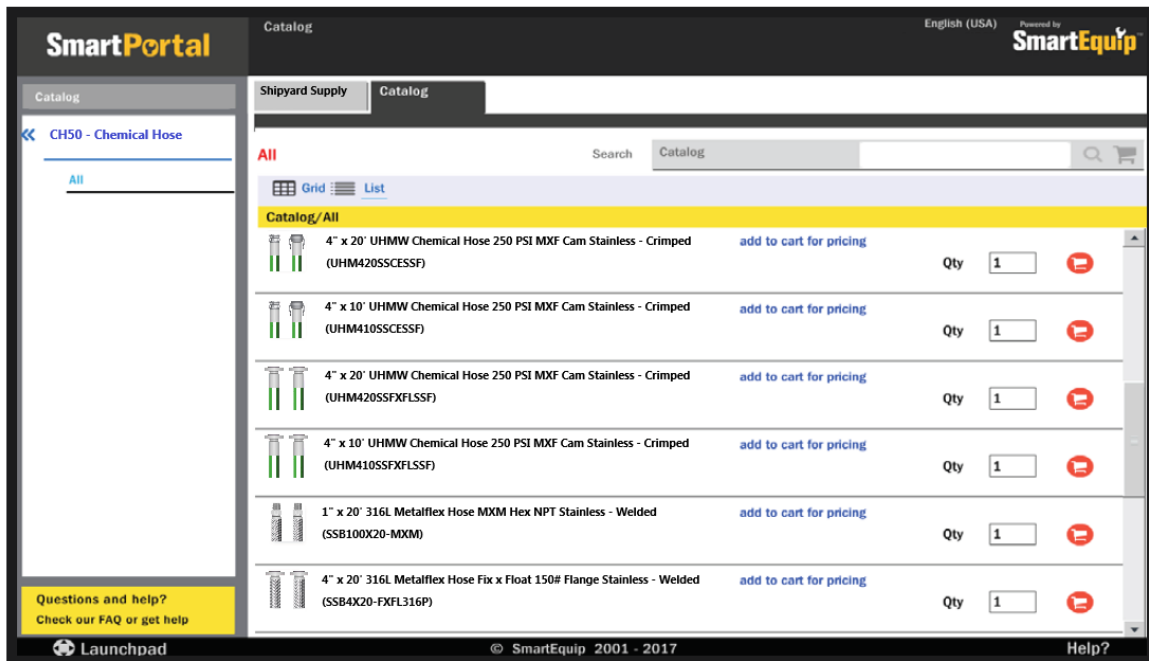 SmartPortal
Catalog
English (USA)
Powered by
SmartEquip
Catalog
CH50 - Chemical Hose
All
Shipyard Supply
Catalog
All
Search
Catalog
Grid
List
Catalog/All
4" x 20' UHMW Chemical Hose 250 PSI MXF Cam Stainless - Crimped
(UHM420SSCESSF)
add to cart for pricing
Qty 1
4" x 10' UHMW Chemical Hose 250 PSI MXF Cam Stainless - Crimped
(UHM410SSCESSF)
add to cart for pricing
Qty 1
4" x 20' UHMW Chemical Hose 250 PSI MXF Cam Stainless - Crimped
(UHM420SSFXFLSSF)
add to cart for pricing
Qty 1
4" x 10' UHMW Chemical Hose 250 PSI MXF Cam Stainless - Crimped
(UHM410SSFXFLSSF)
add to cart for pricing
Qty 1
1" x 20' 316L Metalflex Hose MXM Hex NPT Stainless - Welded
(SSB100X20-MXM)
add to cart for pricing
Qty 1
4" x 20' 316L Metalflex Hose Fix x Float 150# Flange Stainless - Welded
(SSB4X20-FXFL316P)
add to cart for pricing
Qty 1
Questions and help?
Check our FAQ or get help
Launchpad
© SmartEquip 2001 - 2017
Help?